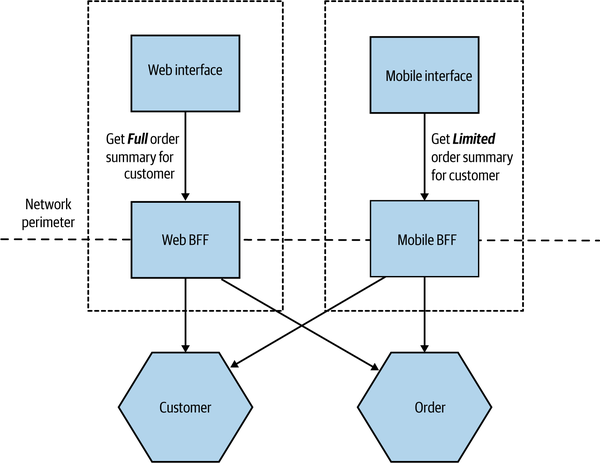 Web interface
Mobile interface
Get Full order
summary for
customer
Get Limited
order summary
for customer
Network
perimeter
Web BFF
Mobile BFF
Customer
Order